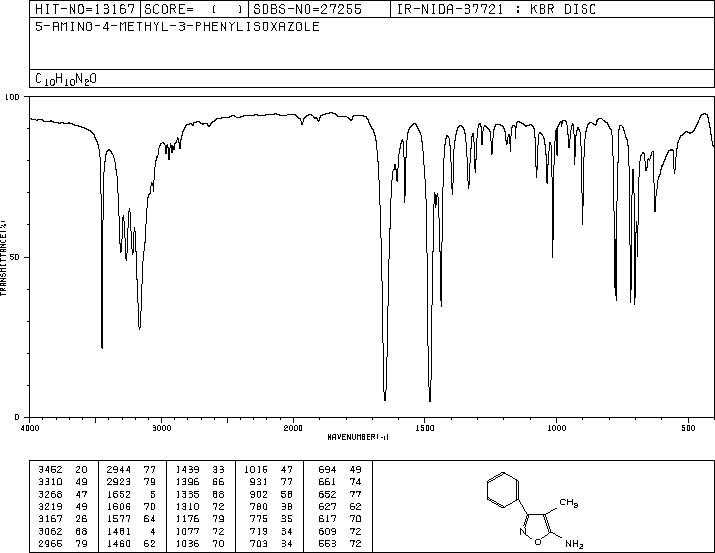 HIT-NO=13167 SCORE= ( ) SDBS-NO=27255 IR-NIDA-37721 : KBR DISC
5-AMINO-4-METHYL-3-PHENYLISOXAZOLE
C10H10N2O
100
50
0
TRANSMITTANCE(%)
4000 3000 2000 1500 1000 500
WAVENUMBER(-1)
3452 20 2944 77 1439 33 1015 47 694 49
3310 49 2923 79 1396 66 931 77 661 74
3268 47 1652 5 1335 68 902 58 652 77
3219 49 1606 70 1310 72 780 38 627 62
3167 26 1577 64 1176 79 775 35 617 70
3062 68 1481 4 1077 72 719 34 609 72
2965 79 1460 62 1036 70 703 34 553 72
CH3
N
O
NH2